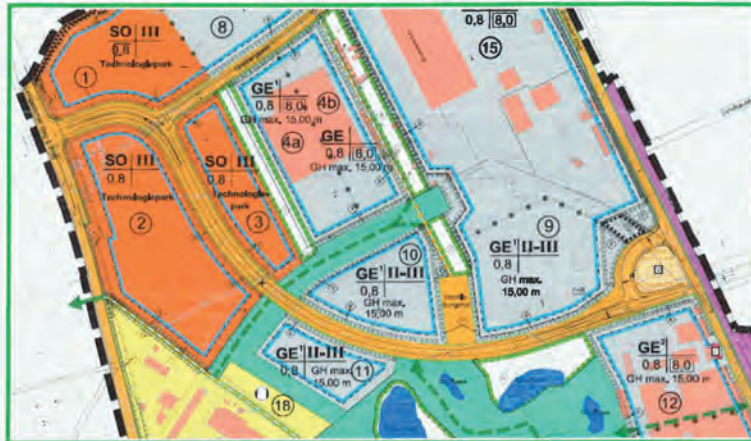 SO III
0,8
Technologiepark
1
8
0,8 8,0
15
GE¹
0,8 8,0
GH max. 15,00 m
4b
4a
GE
0,8 8,0
GH max. 15,00 m
SO III
0,8
Technologiepark
2
SO III
0,8
Technologie-
park
3
9
GE¹ II-III
0,8
GH max.
15,00 m
10
GE¹ II-III
0,8
GH max.
15,00 m
GE¹ II-III
0,8 GH max.
15,00 m
11
18
GE²
0,8 8,0
GH max. 15,00 m
12